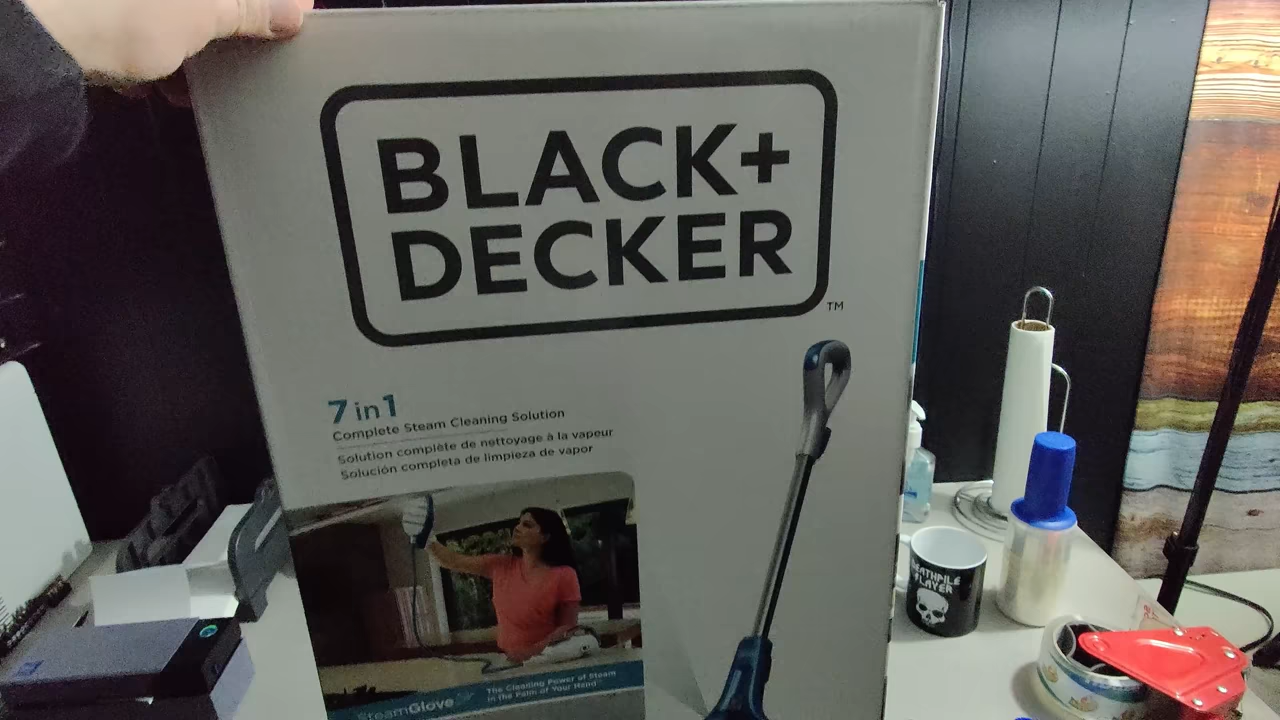 BLACK+
DECKER
TM
7 in 1
Complete Steam Cleaning Solution
Solution complète de nettoyage à la vapeur
Solución completa de limpieza de vapor
SteamGlove
The Cleaning Power of Steam
in the Palm of Your Hand
DEATHPILE
PLAYER